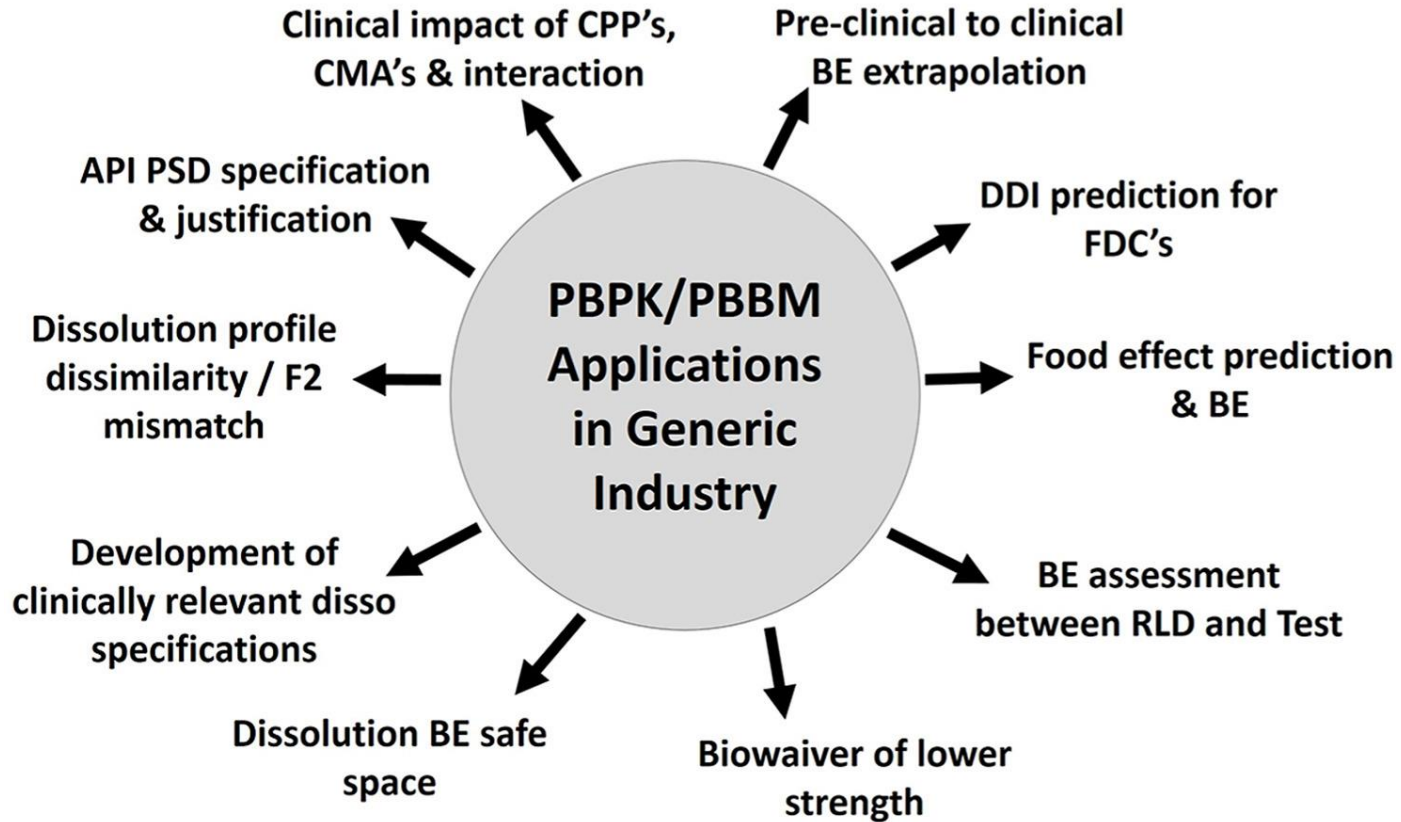 Clinical impact of CPP’s,
CMA’s & interaction
Pre-clinical to clinical
BE extrapolation
API PSD specification
& justification
DDI prediction for
FDC’s
PBPK/PBBM
Applications
in Generic
Industry
Dissolution profile
dissimilarity / F2
mismatch
Food effect prediction
& BE
Development of
clinically relevant disso
specifications
BE assessment
between RLD and Test
Dissolution BE safe
space
Biowaiver of lower
strength